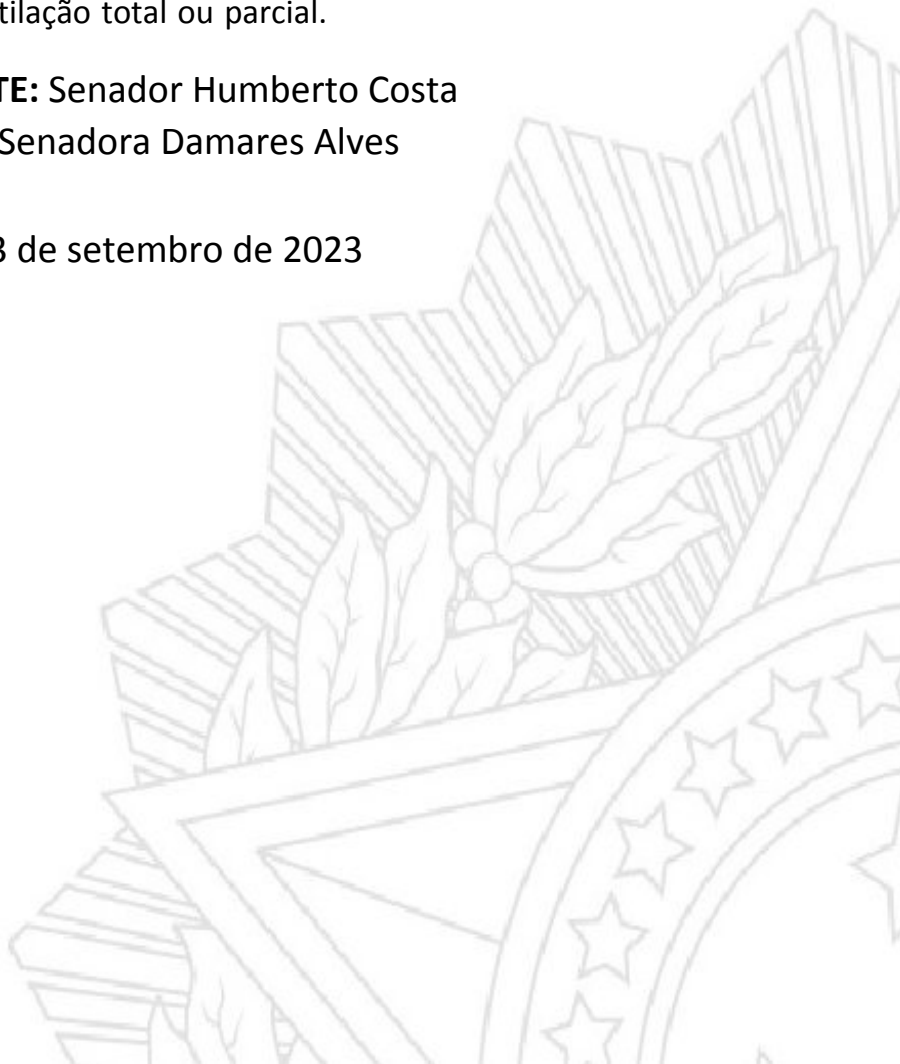 tilação total ou parcial.
TE: Senador Humberto Costa
Senadora Damares Alves
3 de setembro de 2023